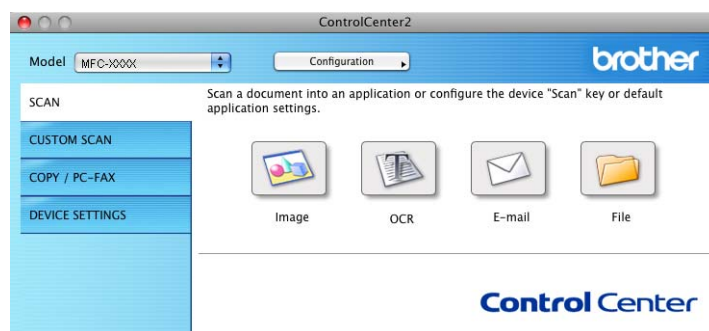 ControlCenter2
Model MFC-XXXX Configuration
brother
SCAN
CUSTOM SCAN
COPY / PC-FAX
DEVICE SETTINGS
Scan a document into an application or configure the device "Scan" key or default
application settings.
Image OCR E-mail File
Control Center